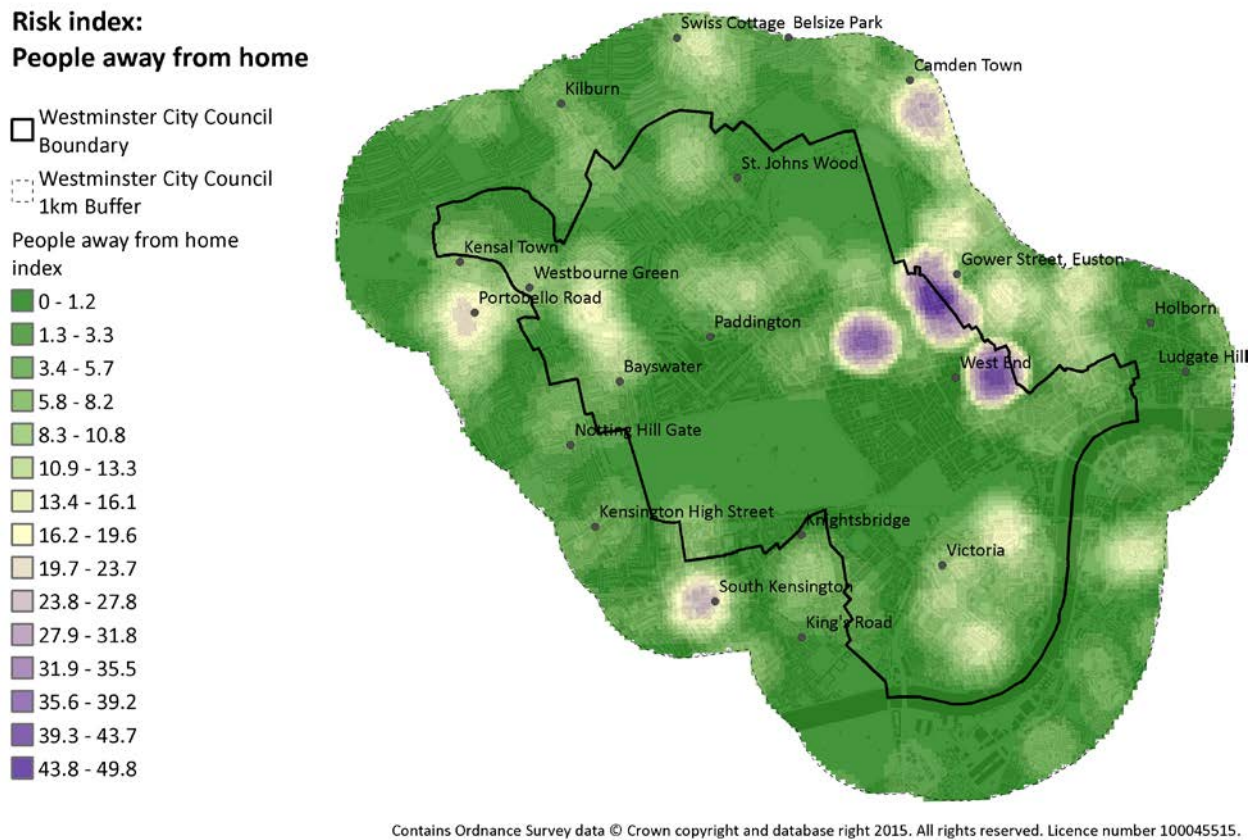 Risk index:
People away from home
Westminster City Council
Boundary
Westminster City Council
1km Buffer
People away from home
index
0 - 1.2
1.3 - 3.3
3.4 - 5.7
5.8 - 8.2
8.3 - 10.8
10.9 - 13.3
13.4 - 16.1
16.2 - 19.6
19.7 - 23.7
23.8 - 27.8
27.9 - 31.8
31.9 - 35.5
35.6 - 39.2
39.3 - 43.7
43.8 - 49.8
Swiss Cottage
Belsize Park
Camden Town
Kilburn
St. Johns Wood
Kensal Town
Westbourne Green
Gower Street, Euston
Portobello Road
Holborn
Paddington
Ludgate Hill
West End
Bayswater
Notting Hill Gate
Kensington High Street
Knightsbridge
Victoria
South Kensington
King's Road
Contains Ordnance Survey data © Crown copyright and database right 2015. All rights reserved. Licence number 100045515.